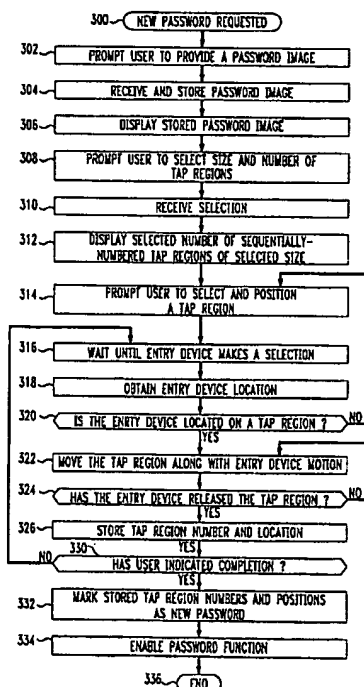 300 NEW PASSWORD REQUESTED
302 PROMPT USER TO PROVIDE A PASSWORD IMAGE
304 RECEIVE AND STORE PASSWORD IMAGE
306 DISPLAY STORED PASSWORD IMAGE
308 PROMPT USER TO SELECT SIZE AND NUMBER OF
TAP REGIONS
310 RECEIVE SELECTION
312 DISPLAY SELECTED NUMBER OF SEQUENTIALLY-
NUMBERED TAP REGIONS OF SELECTED SIZE
314 PROMPT USER TO SELECT AND POSITION
A TAP REGION
316 WAIT UNTIL ENTRY DEVICE MAKES A SELECTION
318 OBTAIN ENTRY DEVICE LOCATION
320 IS THE ENRTY DEVICE LOCATED ON A TAP REGION ? NO
YES
322 MOVE THE TAP REGION ALONG WITH ENTRY DEVICE MOTION
324 HAS THE ENTRY DEVICE RELEASED THE TAP REGION ? NO
YES
326 STORE TAP REGION NUMBER AND LOCATION
330 YES
NO HAS USER INDICATED COMPLETION ?
YES
332 MARK STORED TAP REGION NUMBERS AND POSITIONS
AS NEW PASSWORD
334 ENABLE PASSWORD FUNCTION
336 END